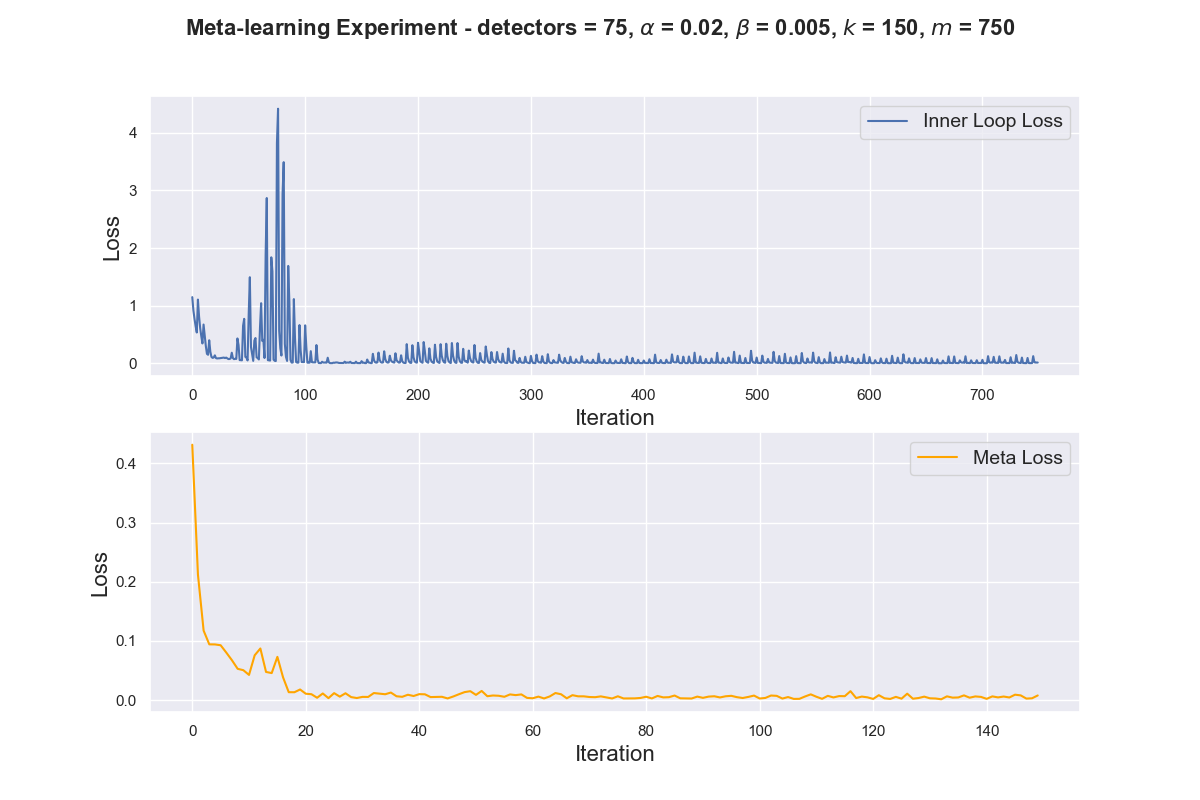 Meta-learning Experiment - detectors = 75, α = 0.02, β = 0.005, k = 150, m = 750
Inner Loop Loss
Loss
4
3
2
1
0
0 100 200 300 400 500 600 700
Iteration
Meta Loss
Loss
0.4
0.3
0.2
0.1
0.0
0 20 40 60 80 100 120 140
Iteration